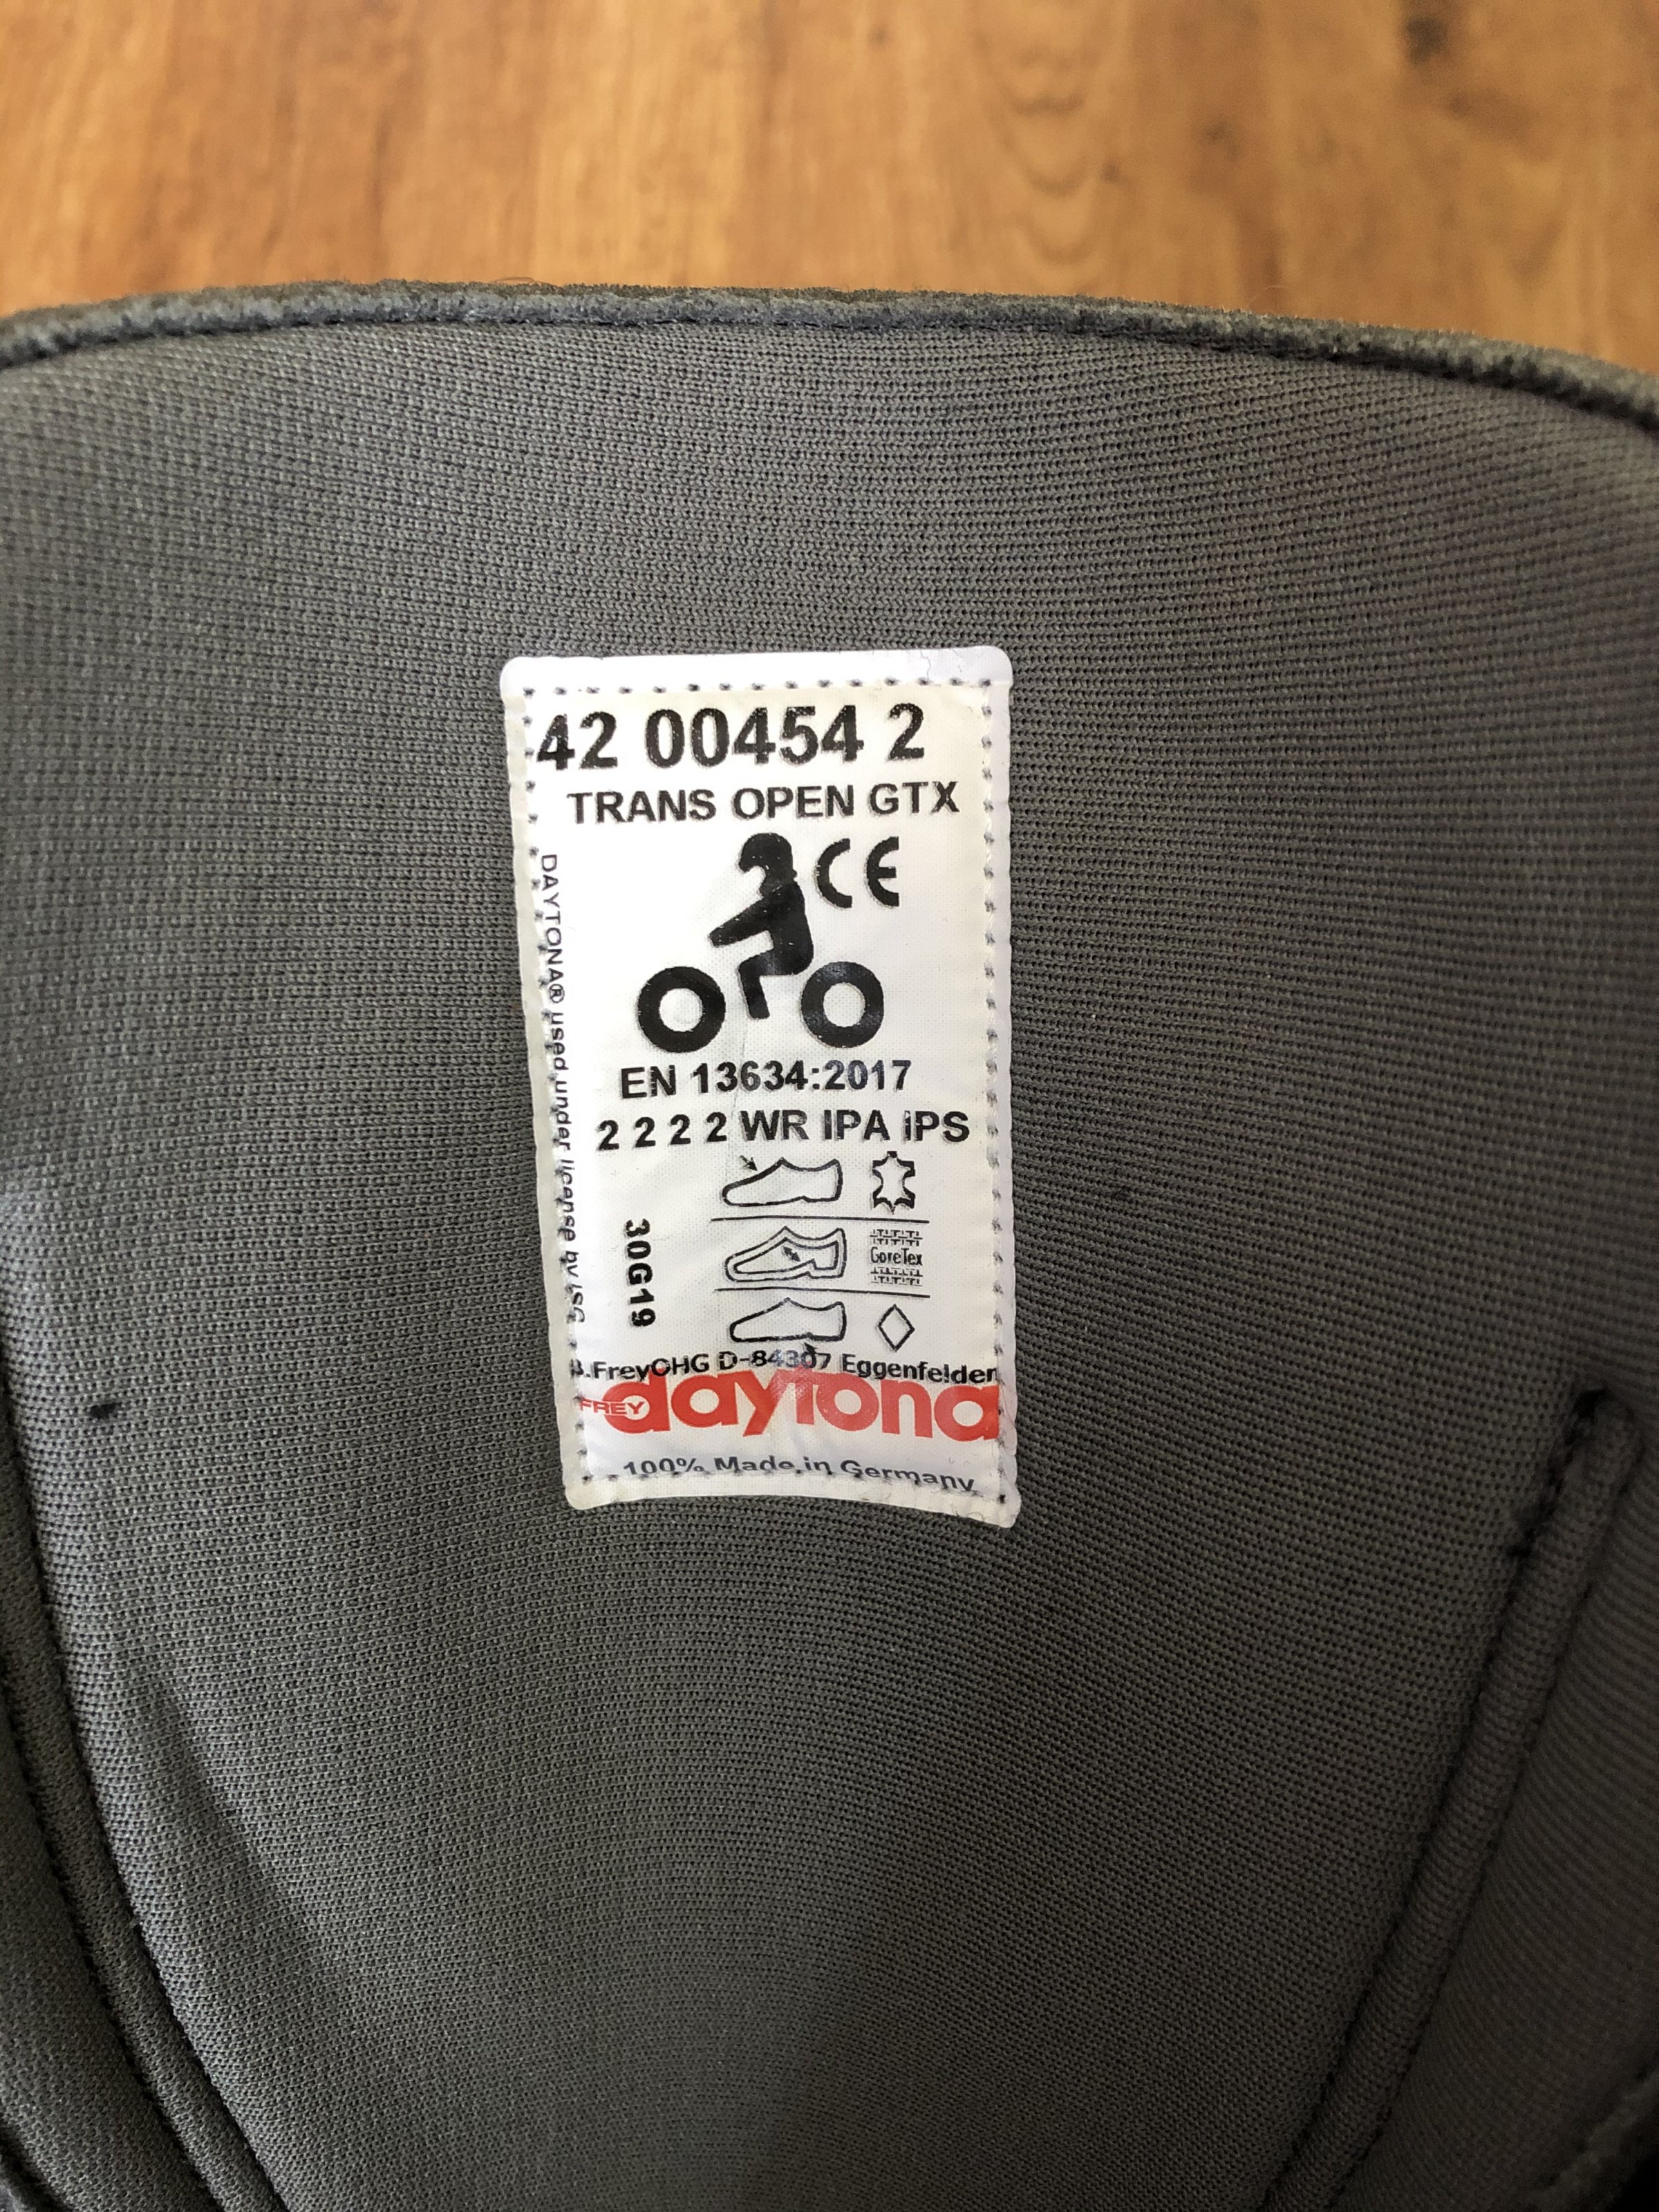 42 00454 2
TRANS OPEN GTX
CE
DAYTONA® used under license by
EN 13634:2017
2 2 2 2 WR IPA IPS
30G19
GoreTex
B.FreyOHG D-84307 Eggenfelden
FREY daytona
100% Made in Germany